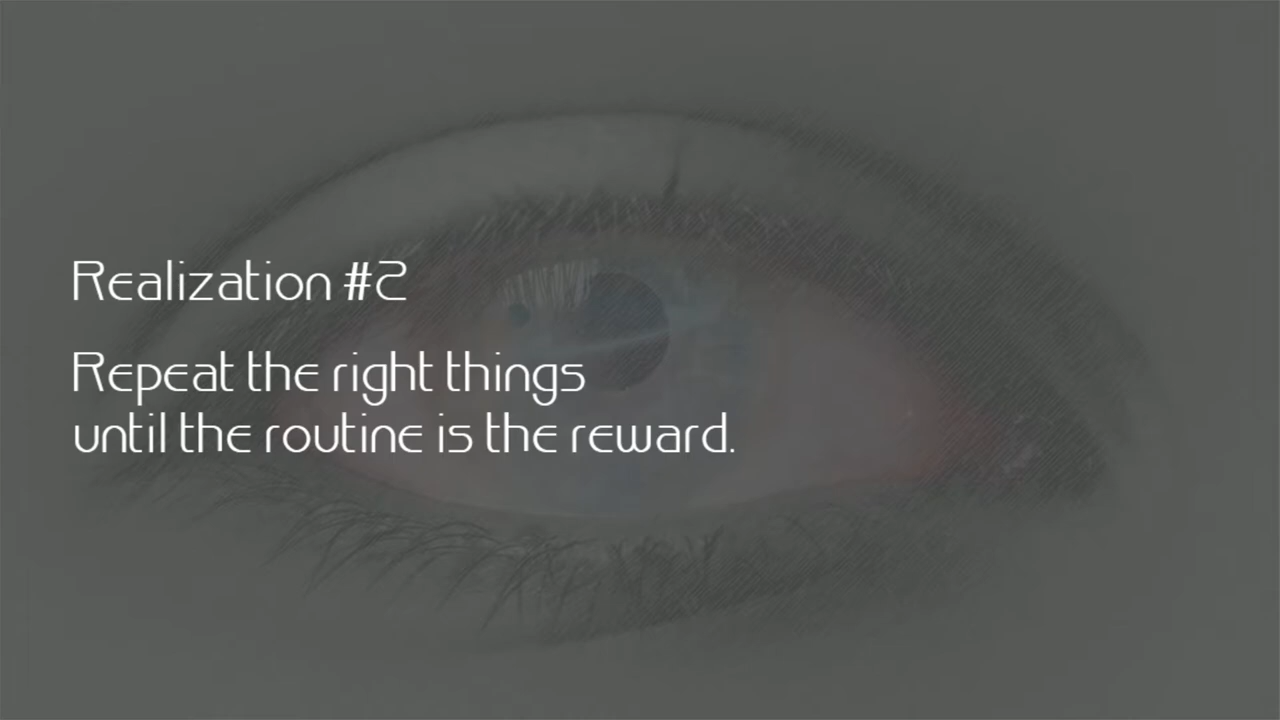 Realization #2
Repeat the right things
until the routine is the reward.